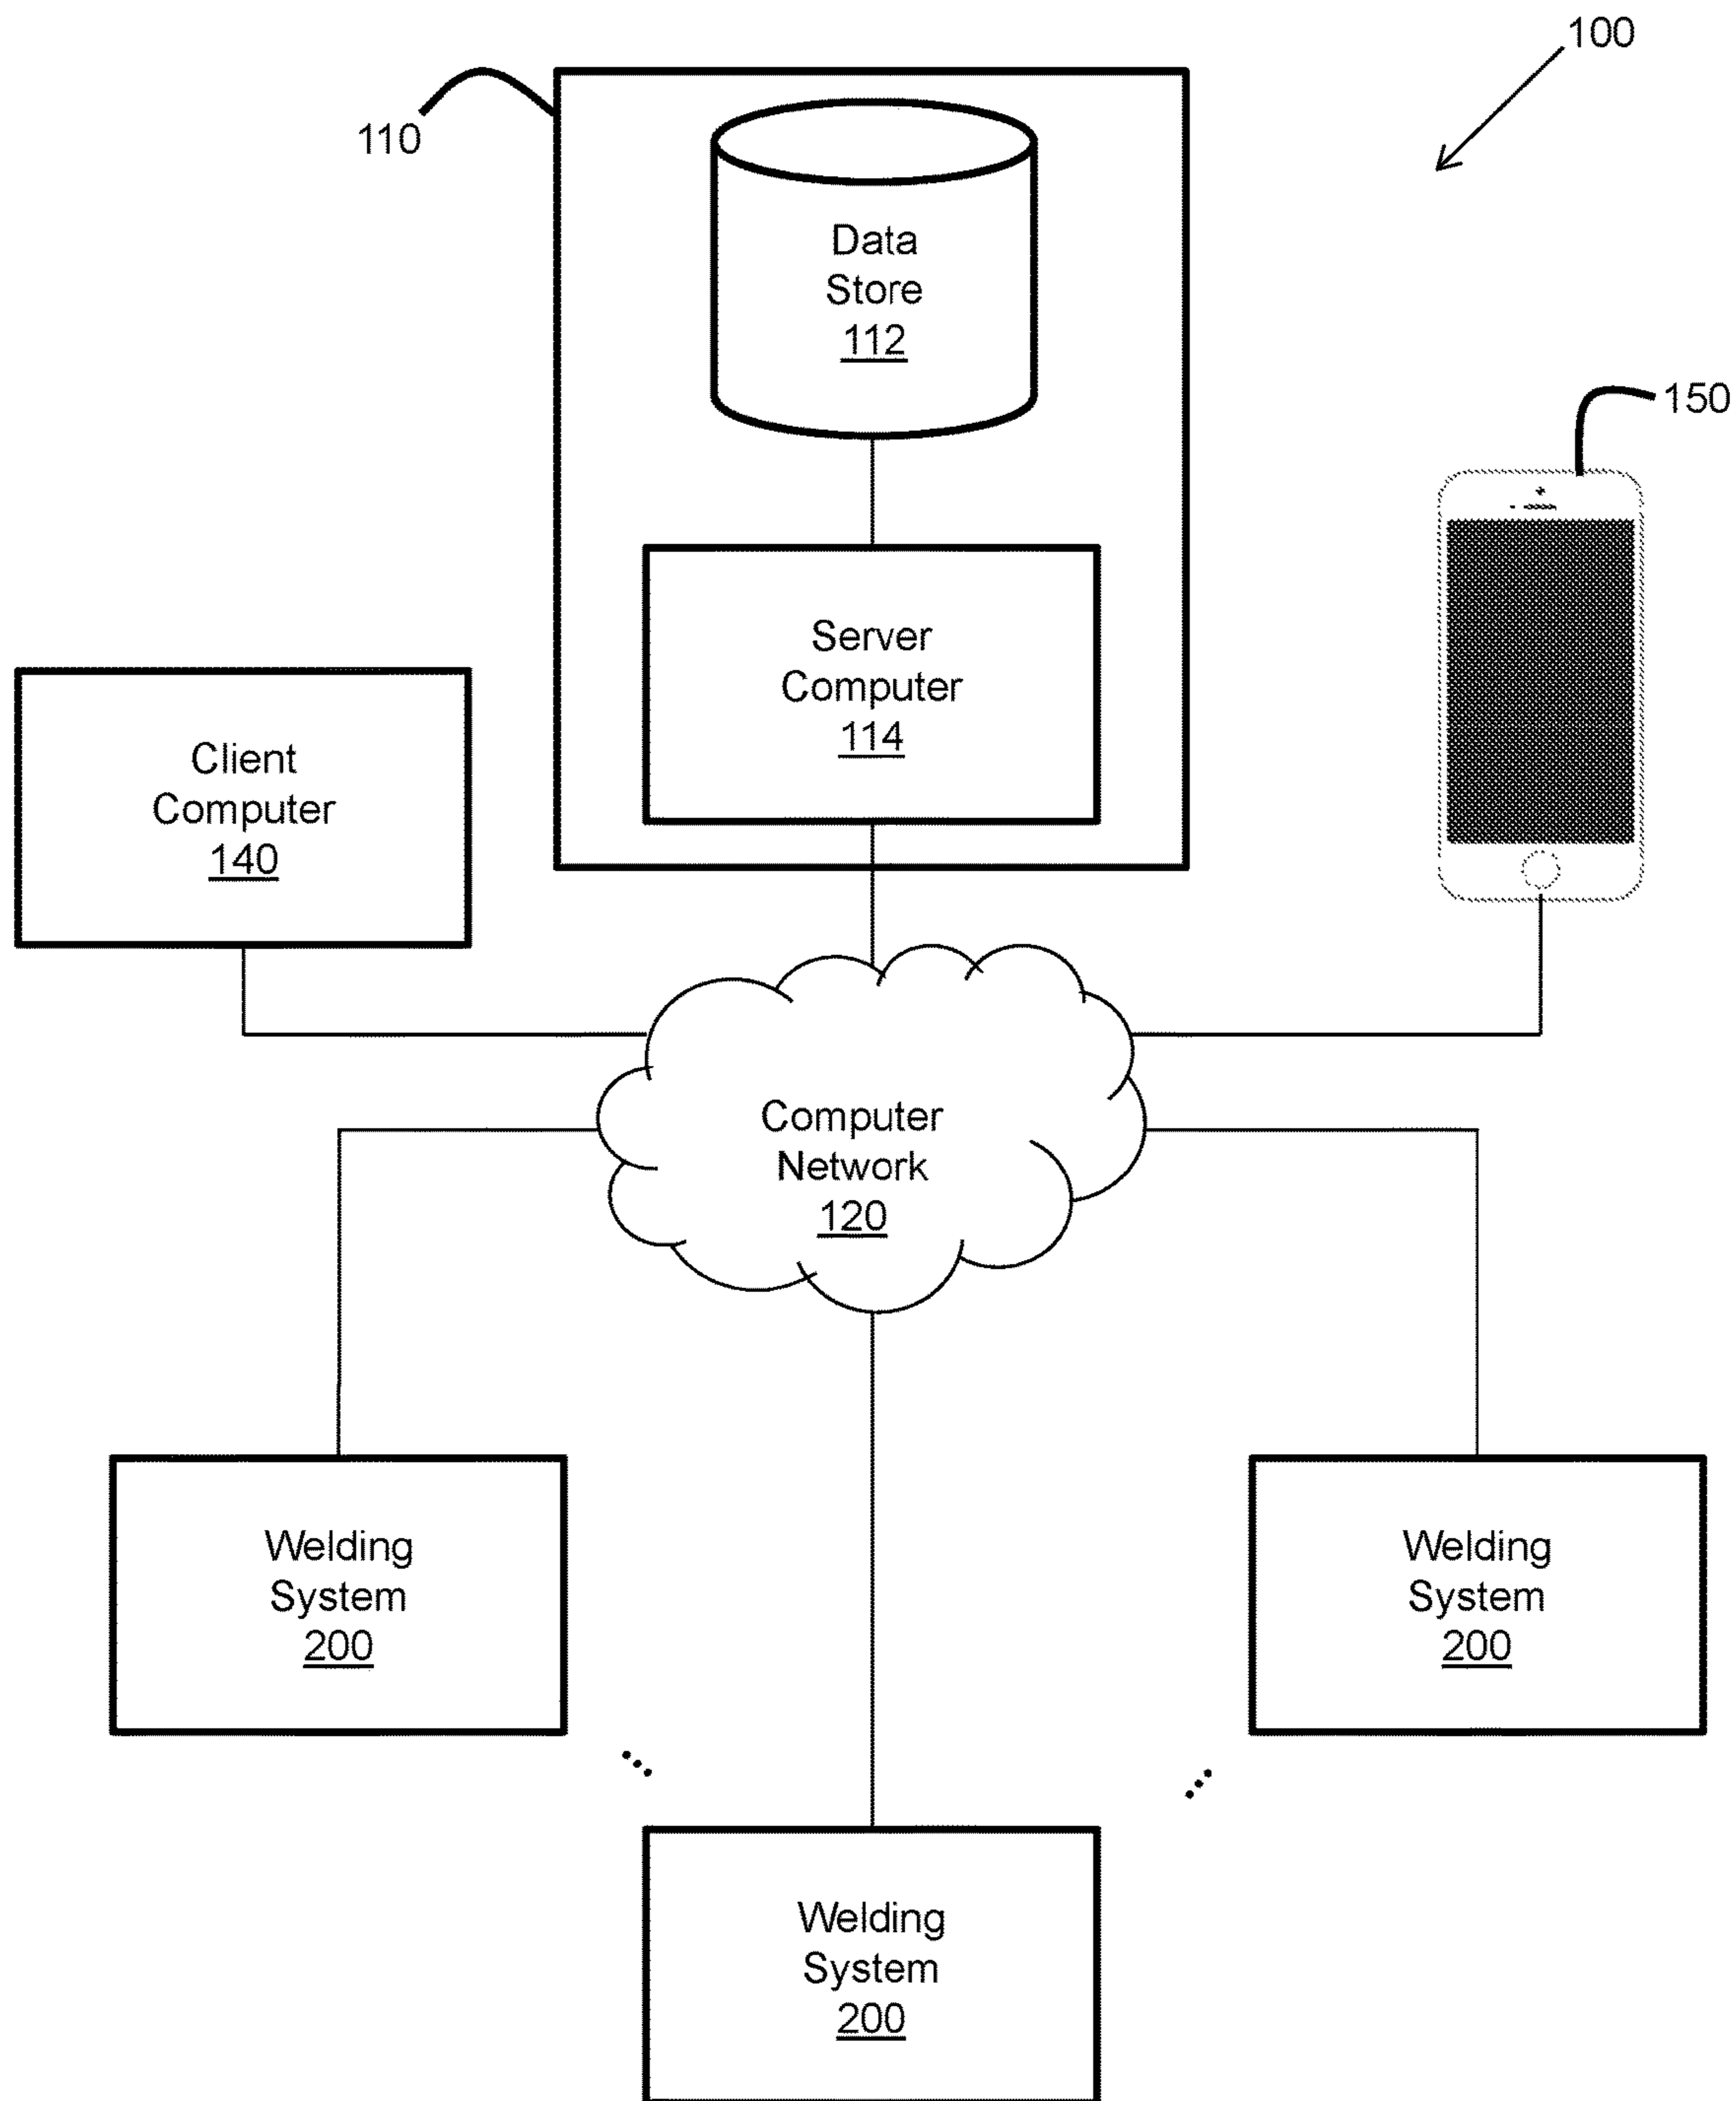 100
110
Data
Store
112
150
Server
Computer
114
Client
Computer
140
Computer
Network
120
Welding
System
200
Welding
System
200
Welding
System
200